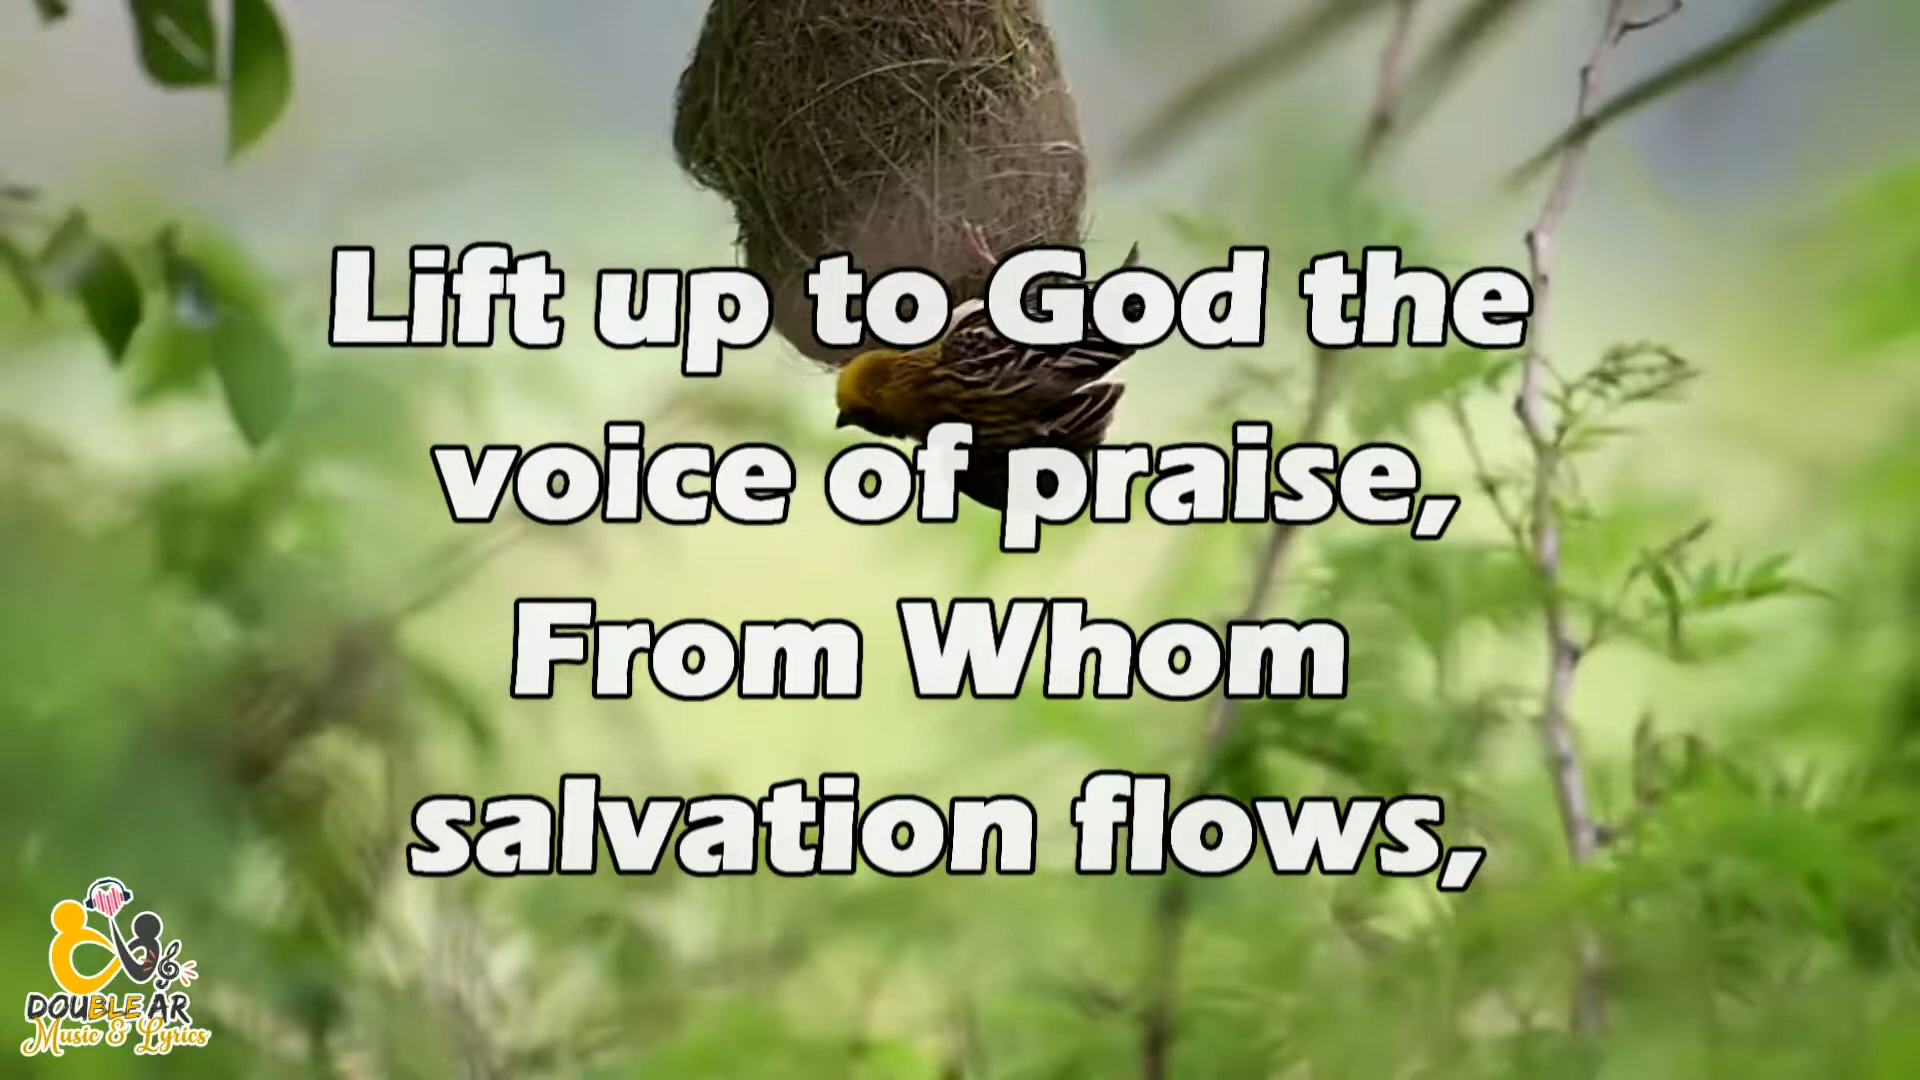 Lift up to God the
voice of praise,
From Whom
salvation flows,
DOUBLE AR
Music & Lyrics